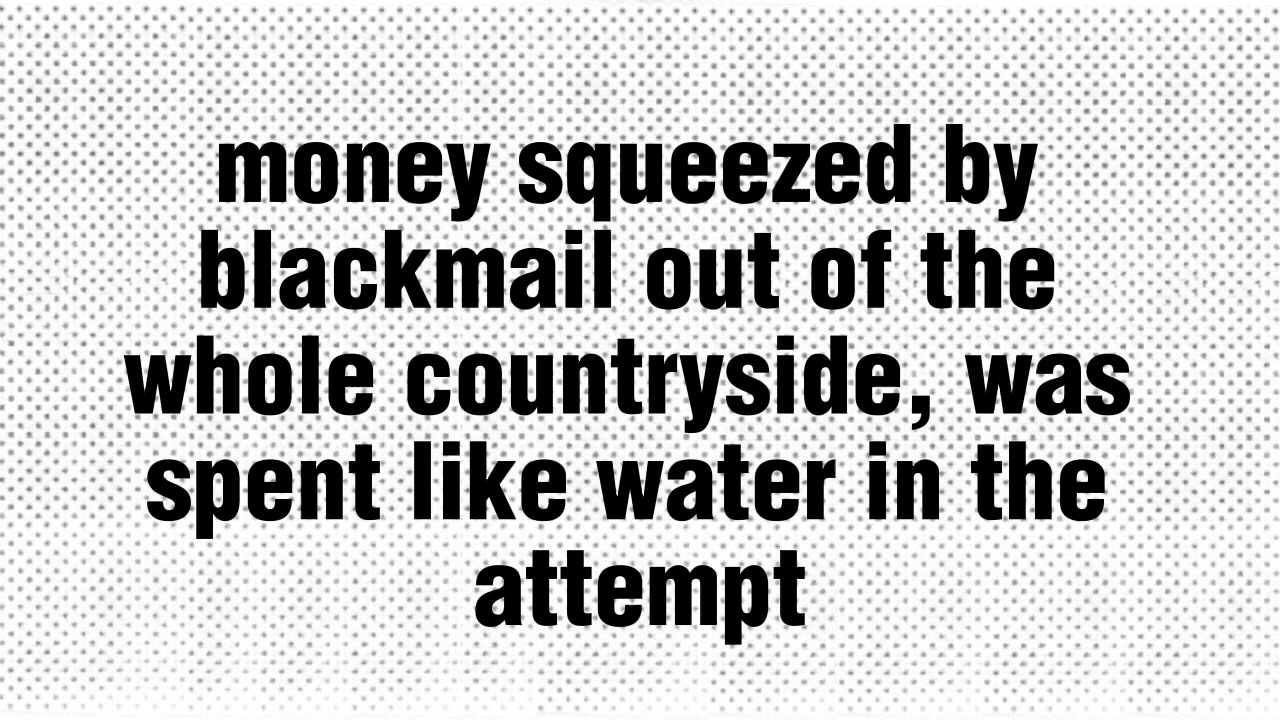 money squeezed by
blackmail out of the
whole countryside, was
spent like water in the
attempt